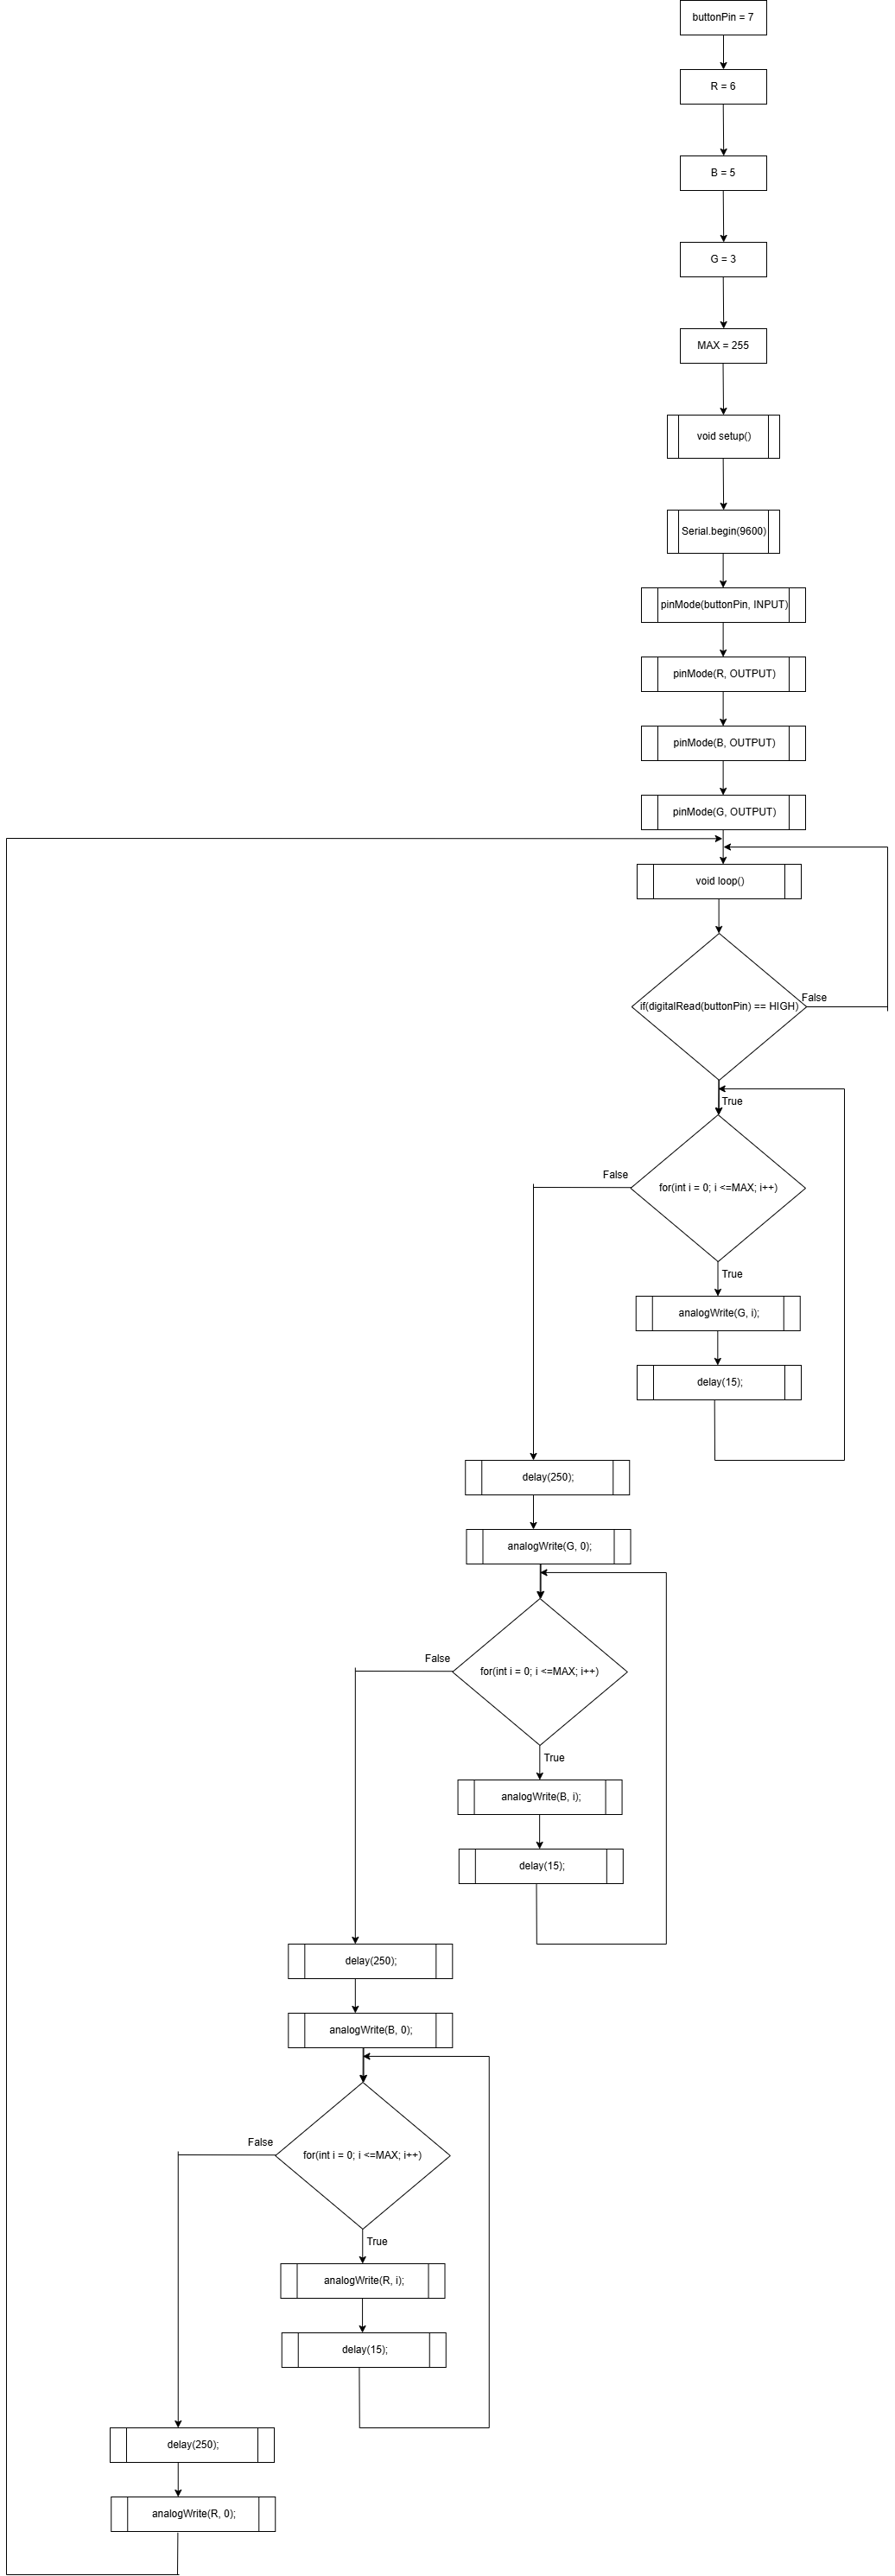 buttonPin = 7
R = 6
B = 5
G = 3
MAX = 255
void setup()
Serial.begin(9600)
pinMode(buttonPin, INPUT)
pinMode(R, OUTPUT)
pinMode(B, OUTPUT)
pinMode(G, OUTPUT)
void loop()
if(digitalRead(buttonPin) == HIGH)
False
True
for(int i = 0; i <=MAX; i++)
False
True
analogWrite(G, i);
delay(15);
delay(250);
analogWrite(G, 0);
for(int i = 0; i <=MAX; i++)
False
True
analogWrite(B, i);
delay(15);
delay(250);
analogWrite(B, 0);
for(int i = 0; i <=MAX; i++)
False
True
analogWrite(R, i);
delay(15);
delay(250);
analogWrite(R, 0);